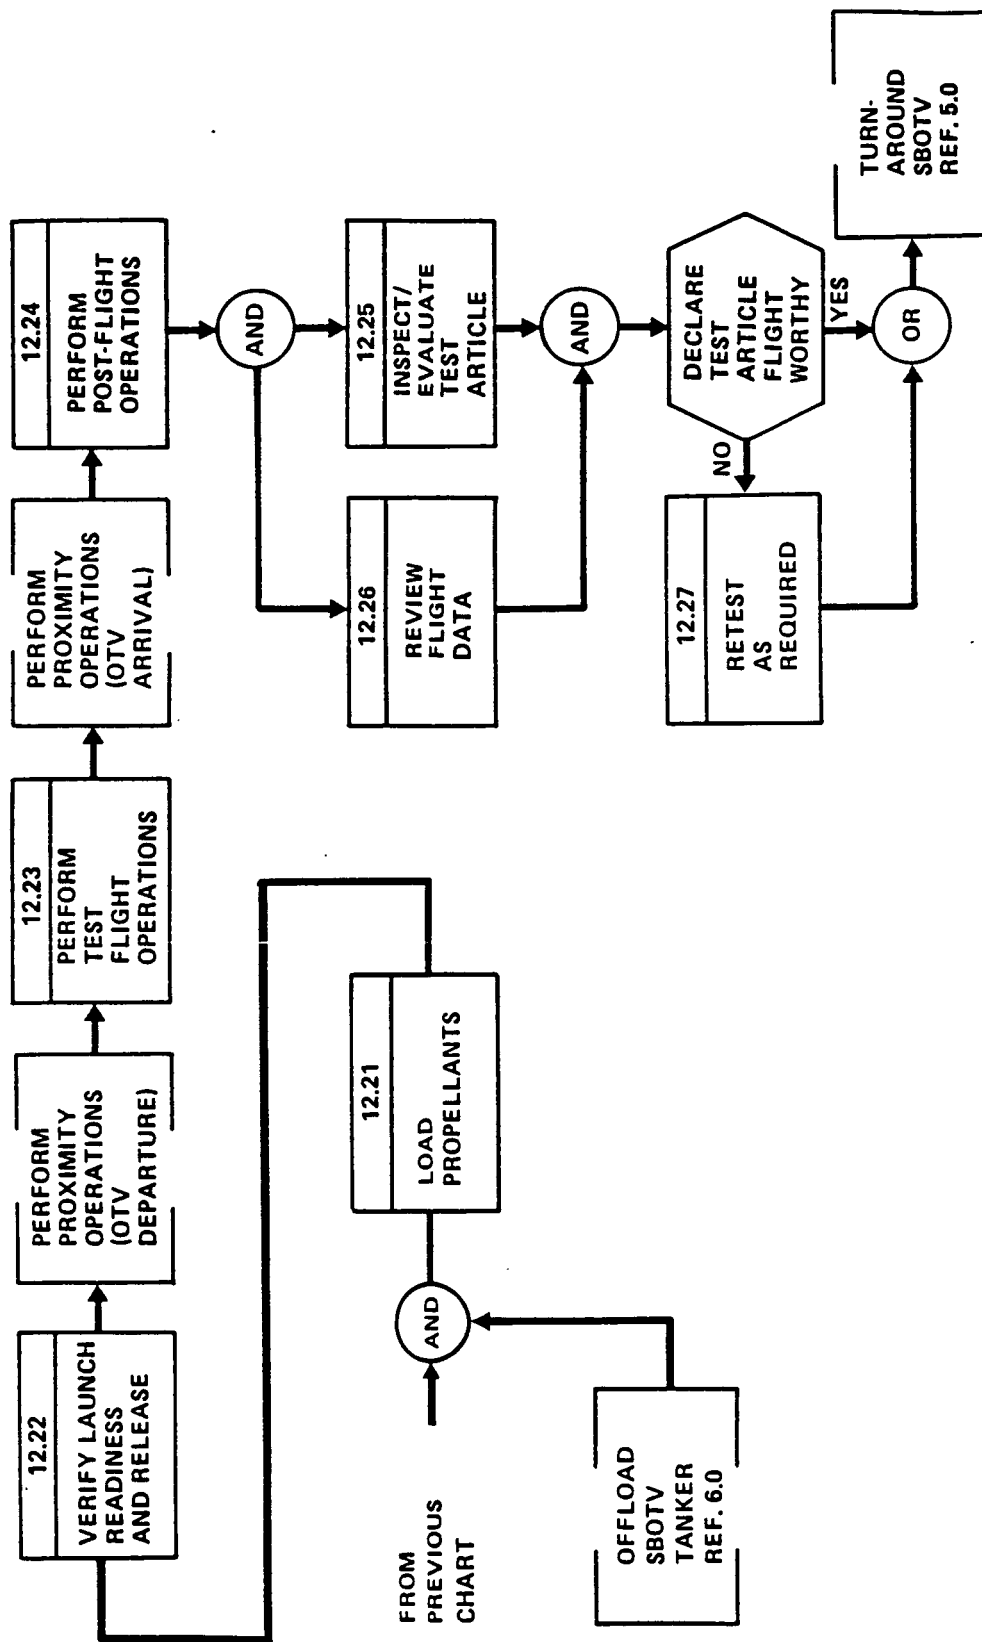 12.22
VERIFY LAUNCH
READINESS
AND RELEASE
PERFORM
PROXIMITY
OPERATIONS
(OTV
DEPARTURE)
12.23
PERFORM
TEST
FLIGHT
OPERATIONS
PERFORM
PROXIMITY
OPERATIONS
(OTV
ARRIVAL)
12.24
PERFORM
POST-FLIGHT
OPERATIONS
AND
FROM
PREVIOUS
CHART
AND
12.21
LOAD
PROPELLANTS
12.26
REVIEW
FLIGHT
DATA
12.25
INSPECT/
EVALUATE
TEST
ARTICLE
AND
OFFLOAD
SBOTV
TANKER
REF. 6.0
12.27
RETEST
AS
REQUIRED
NO
DECLARE
TEST
ARTICLE
FLIGHT
WORTHY
YES
OR
TURN-
AROUND
SBOTV
REF. 5.0